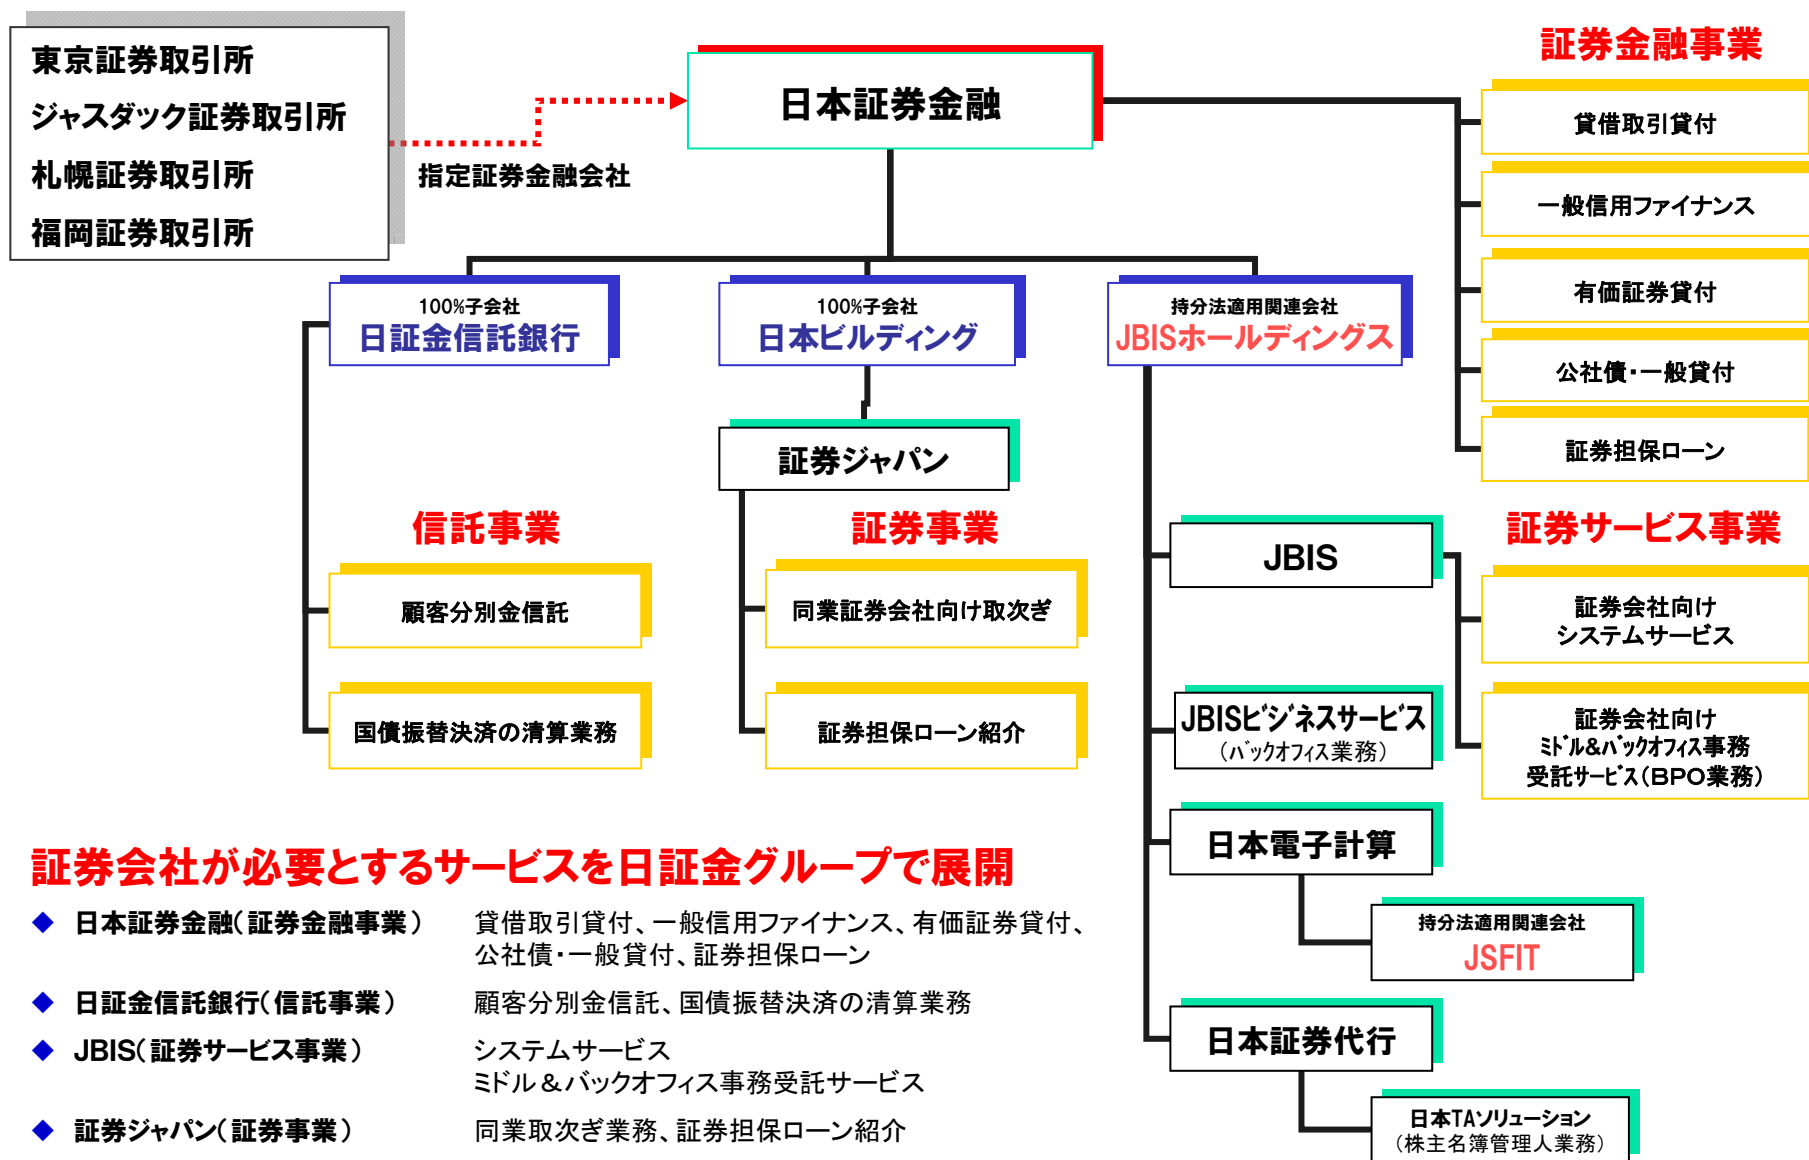 東京証券取引所
ジャスダック証券取引所
札幌証券取引所
福岡証券取引所
指定証券金融会社
日本証券金融
証券金融事業
貸借取引貸付
一般信用ファイナンス
有価証券貸付
公社債・一般貸付
証券担保ローン
100%子会社
日証金信託銀行
100%子会社
日本ビルディング
持分法適用関連会社
JBISホールディングス
証券ジャパン
信託事業
顧客分別金信託
国債振替決済の清算業務
証券事業
同業証券会社向け取次ぎ
証券担保ローン紹介
JBIS
証券サービス事業
証券会社向け
システムサービス
証券会社向け
ミドル&バックオフィス事務
受託サービス(BPO業務)
JBISビジネスサービス
(バックオフィス業務)
日本電子計算
持分法適用関連会社
JSFIT
日本証券代行
日本TAソリューション
(株主名簿管理人業務)
証券会社が必要とするサービスを日証金グループで展開
◆ 日本証券金融(証券金融事業) 貸借取引貸付、一般信用ファイナンス、有価証券貸付、
公社債・一般貸付、証券担保ローン
◆ 日証金信託銀行(信託事業) 顧客分別金信託、国債振替決済の清算業務
◆ JBIS(証券サービス事業) システムサービス
ミドル&バックオフィス事務受託サービス
◆ 証券ジャパン(証券事業) 同業取次ぎ業務、証券担保ローン紹介